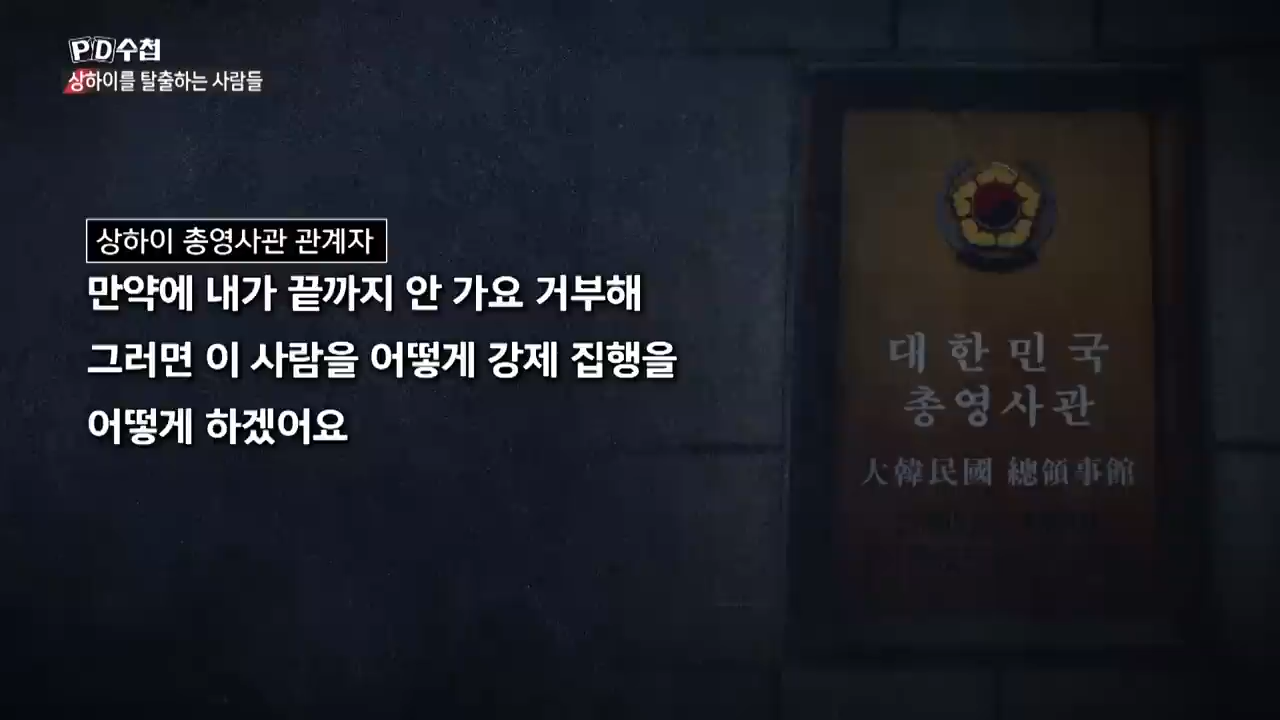 PD수첩
상하이를 탈출하는 사람들
상하이 총영사관 관계자
만약에 내가 끝까지 안 가요 거부해
그러면 이 사람을 어떻게 강제 집행을
어떻게 하겠어요
대한민국
총영사관
大韓民國 總領事館